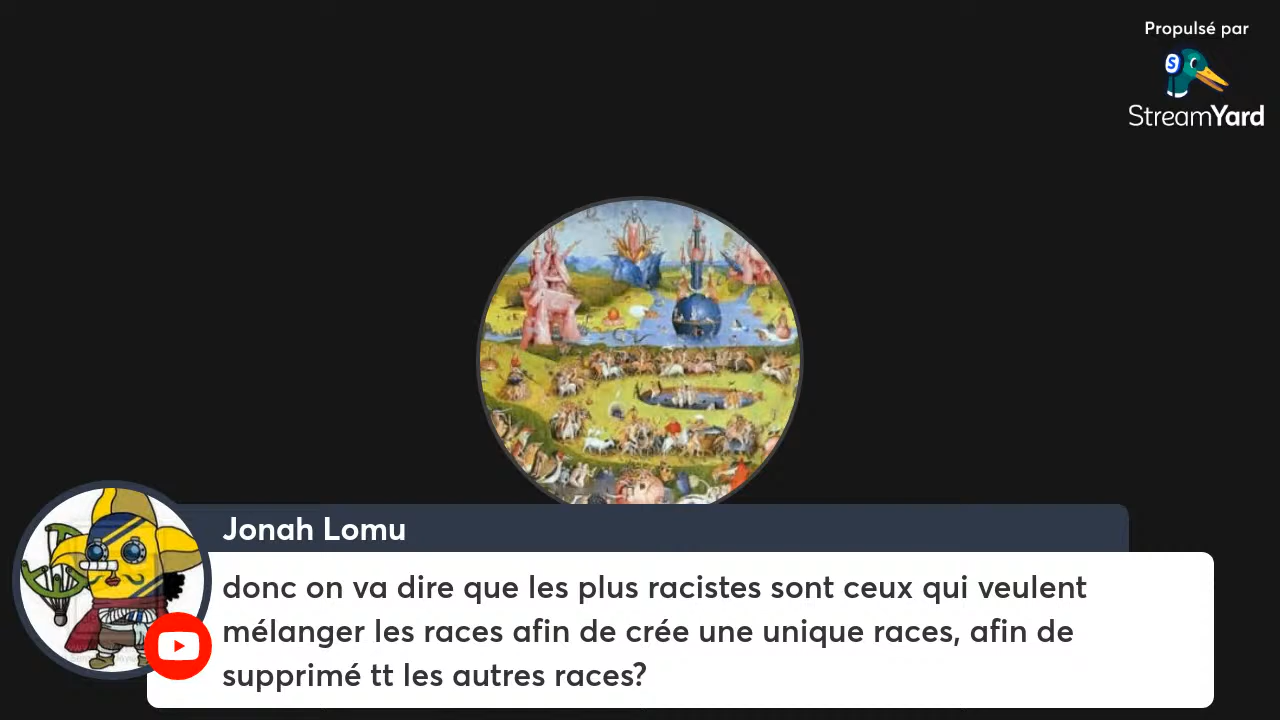 Propulsé par
S
StreamYard
Jonah Lomu
donc on va dire que les plus racistes sont ceux qui veulent
mélanger les races afin de crée une unique races, afin de
supprimé tt les autres races?